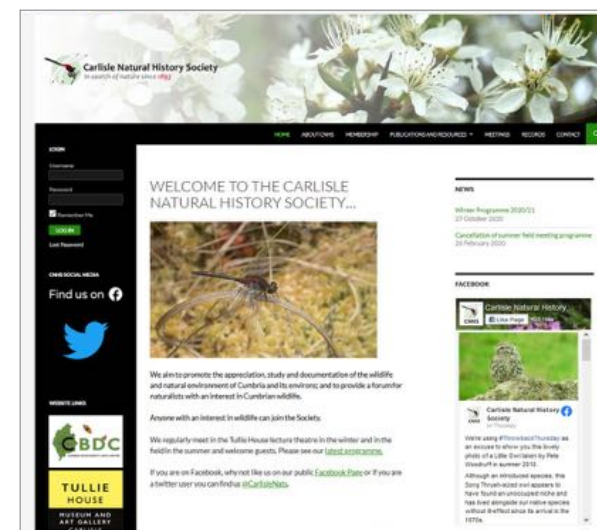 Carlisle Natural History Society
In search of nature since 1893
HOME ABOUT CNHS MEMBERSHIP PUBLICATIONS AND RESOURCES MEETINGS RECORDS CONTACT
LOGIN
Username
Password
Remember Me
LOG IN
Lost Password
CNHS SOCIAL MEDIA
Find us on
WEBSITE LINKS
CBDC
TULLIE
HOUSE
MUSEUM AND
ART GALLERY
CARLISLE
WELCOME TO THE CARLISLE
NATURAL HISTORY SOCIETY...
We aim to promote the appreciation, study and documentation of the wildlife
and natural environment of Cumbria and its environs; and to provide a forum for
naturalists with an interest in Cumbrian wildlife.
Anyone with an interest in wildlife can join the Society.
We regularly meet in the Tullie House lecture theatre in the winter and in the
field in the summer and welcome guests. Please see our latest programme.
If you are on Facebook, why not like us on our public Facebook Page or if you are
a twitter user you can find us @CarlisleNats.
NEWS
Winter Programme 2020/21
27 October 2020
Cancellation of summer field meeting programme
26 February 2020
FACEBOOK
Carlisle Natural History...
Like Page
Carlisle Natural History
Society
on Thursday
We're using #ThrowbackThursday as
an excuse to show you this lovely
photo of a Little Owl taken by Pete
Woodruff in summer 2010.
Although an introduced species, this
Song Thrush-sized owl appears to
have found an unoccupied niche and
has lived alongside our native species
without ill-effect since its arrival in the
1970s.